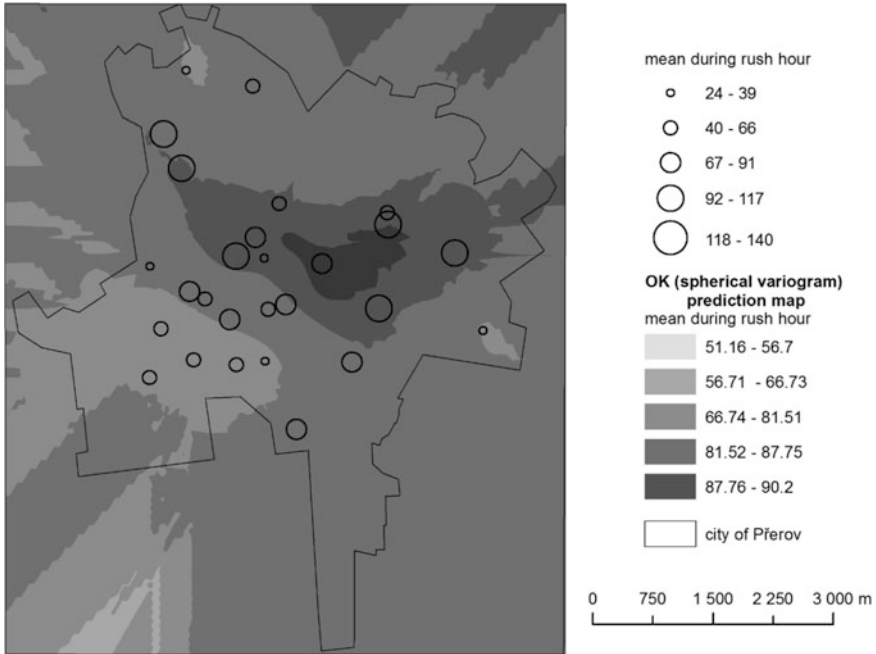 mean during rush hour
24 - 39
40 - 66
67 - 91
92 - 117
118 - 140
OK (spherical variogram)
prediction map
mean during rush hour
51.16 - 56.7
56.71 - 66.73
66.74 - 81.51
81.52 - 87.75
87.76 - 90.2
city of Přerov
0 750 1 500 2 250 3 000 m